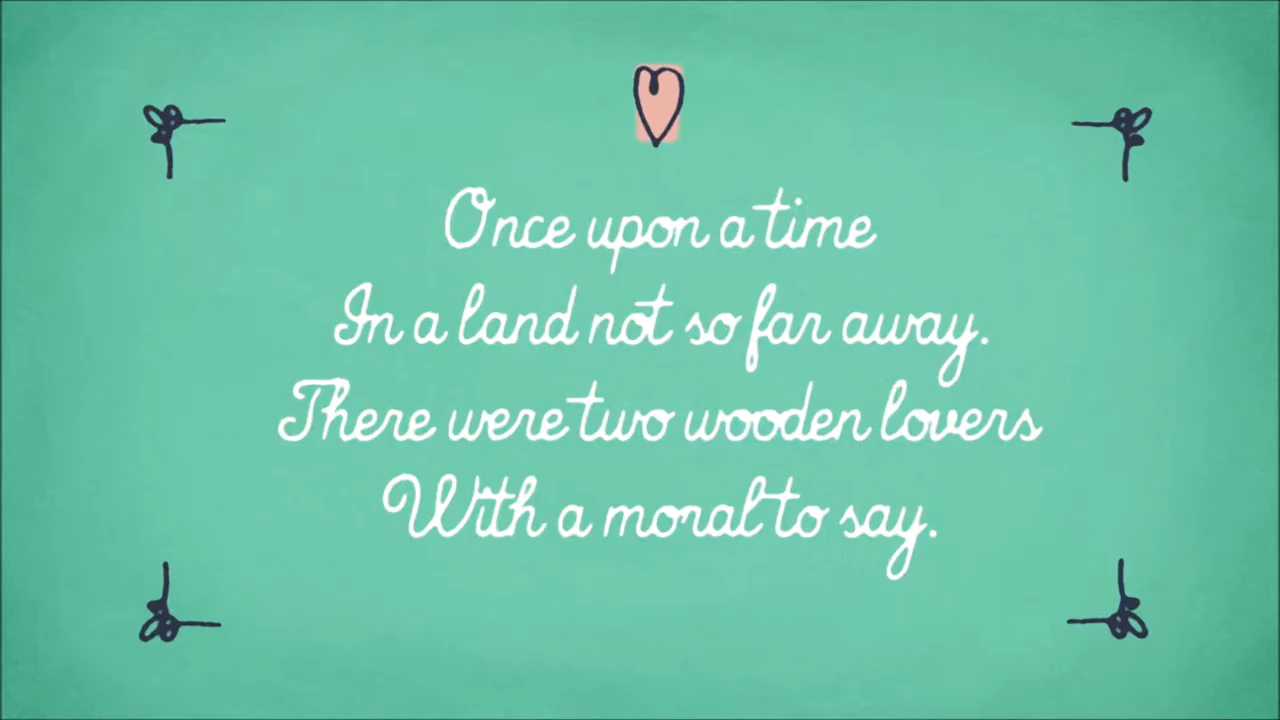 Once upon a time
In a land not so far away.
There were two wooden lovers
With a moral to say.